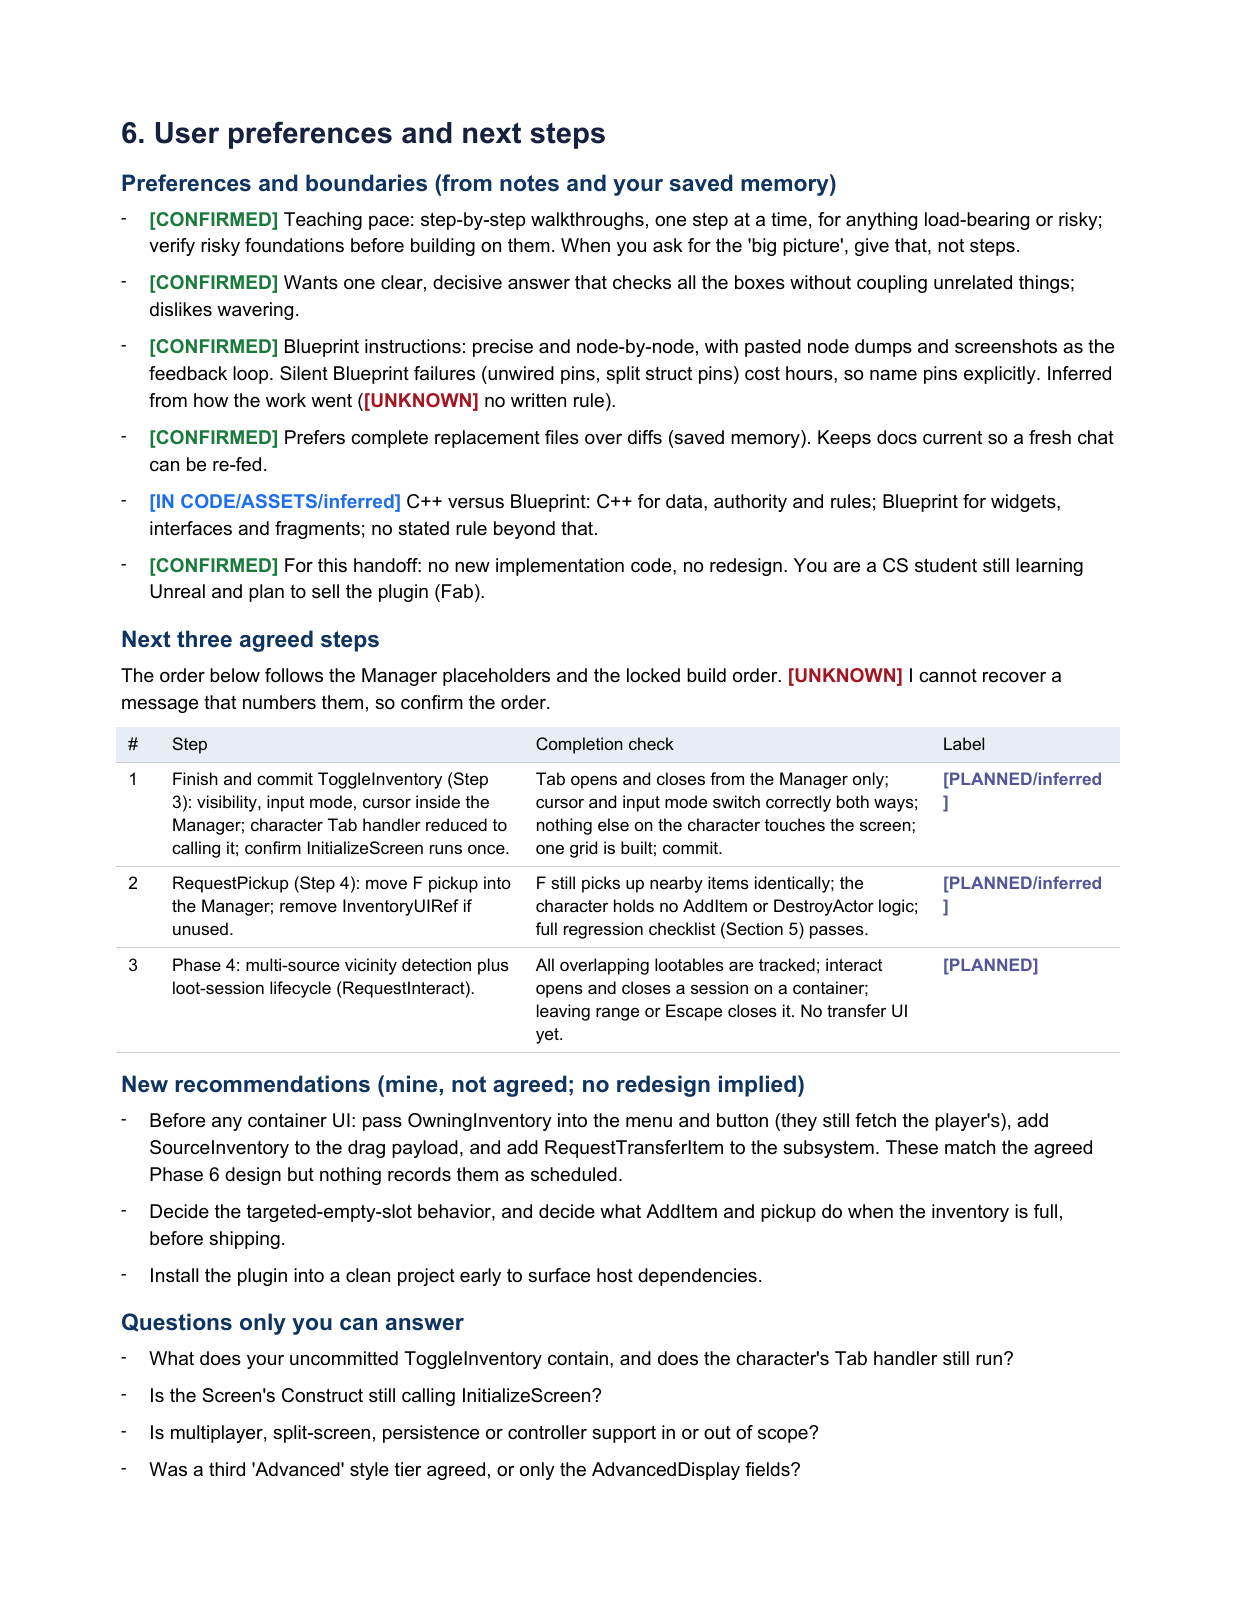 6. User preferences and next steps
Preferences and boundaries (from notes and your saved memory)
- [CONFIRMED] Teaching pace: step-by-step walkthroughs, one step at a time, for anything load-bearing or risky;
verify risky foundations before building on them. When you ask for the 'big picture', give that, not steps.
- [CONFIRMED] Wants one clear, decisive answer that checks all the boxes without coupling unrelated things;
dislikes wavering.
- [CONFIRMED] Blueprint instructions: precise and node-by-node, with pasted node dumps and screenshots as the
feedback loop. Silent Blueprint failures (unwired pins, split struct pins) cost hours, so name pins explicitly. Inferred
from how the work went ([UNKNOWN] no written rule).
- [CONFIRMED] Prefers complete replacement files over diffs (saved memory). Keeps docs current so a fresh chat
can be re-fed.
- [IN CODE/ASSETS/inferred] C++ versus Blueprint: C++ for data, authority and rules; Blueprint for widgets,
interfaces and fragments; no stated rule beyond that.
- [CONFIRMED] For this handoff: no new implementation code, no redesign. You are a CS student still learning
Unreal and plan to sell the plugin (Fab).
Next three agreed steps
The order below follows the Manager placeholders and the locked build order. [UNKNOWN] I cannot recover a
message that numbers them, so confirm the order.
# Step Completion check Label
1 Finish and commit ToggleInventory (Step
3): visibility, input mode, cursor inside the
Manager; character Tab handler reduced to
calling it; confirm InitializeScreen runs once.
Tab opens and closes from the Manager only;
cursor and input mode switch correctly both ways;
nothing else on the character touches the screen;
one grid is built; commit.
[PLANNED/inferred
]
2 RequestPickup (Step 4): move F pickup into
the Manager; remove InventoryUIRef if
unused.
F still picks up nearby items identically; the
character holds no AddItem or DestroyActor logic;
full regression checklist (Section 5) passes.
[PLANNED/inferred
]
3 Phase 4: multi-source vicinity detection plus
loot-session lifecycle (RequestInteract).
All overlapping lootables are tracked; interact
opens and closes a session on a container;
leaving range or Escape closes it. No transfer UI
yet.
[PLANNED]
New recommendations (mine, not agreed; no redesign implied)
- Before any container UI: pass OwningInventory into the menu and button (they still fetch the player's), add
SourceInventory to the drag payload, and add RequestTransferItem to the subsystem. These match the agreed
Phase 6 design but nothing records them as scheduled.
- Decide the targeted-empty-slot behavior, and decide what AddItem and pickup do when the inventory is full,
before shipping.
- Install the plugin into a clean project early to surface host dependencies.
Questions only you can answer
- What does your uncommitted ToggleInventory contain, and does the character's Tab handler still run?
- Is the Screen's Construct still calling InitializeScreen?
- Is multiplayer, split-screen, persistence or controller support in or out of scope?
- Was a third 'Advanced' style tier agreed, or only the AdvancedDisplay fields?